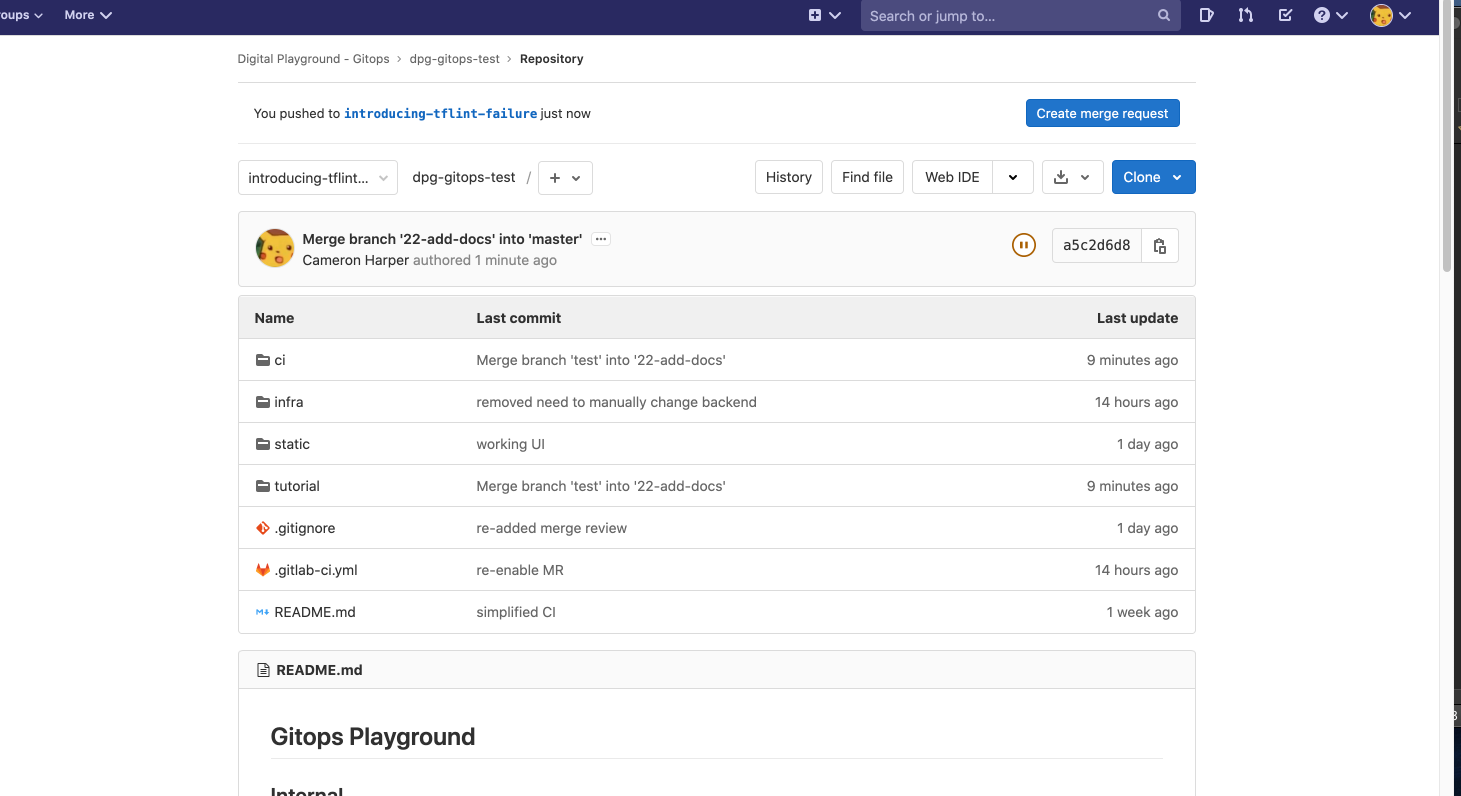 oups More Search or jump to...
Digital Playground - Gitops › dpg-gitops-test › Repository
You pushed to introducing-tflint-failure just now Create merge request
introducing-tflint... dpg-gitops-test / + History Find file Web IDE Clone
Merge branch '22-add-docs' into 'master' ...
Cameron Harper authored 1 minute ago a5c2d6d8
Name Last commit Last update
ci Merge branch 'test' into '22-add-docs' 9 minutes ago
infra removed need to manually change backend 14 hours ago
static working UI 1 day ago
tutorial Merge branch 'test' into '22-add-docs' 9 minutes ago
.gitignore re-added merge review 1 day ago
.gitlab-ci.yml re-enable MR 14 hours ago
README.md simplified CI 1 week ago
README.md
Gitops Playground
Internal